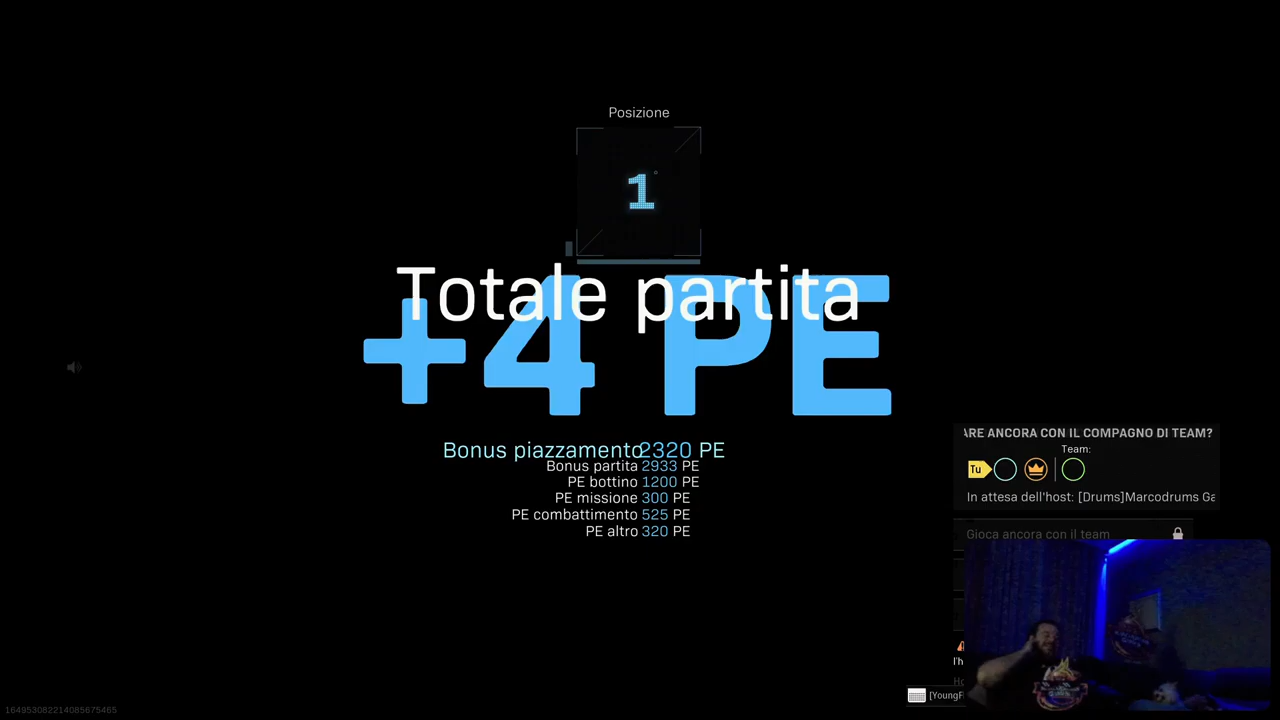 Posizione
1°
Totale partita
+4 PE
Bonus piazzamento 2320 PE
Bonus partita 2933 PE
PE bottino 1200 PE
PE missione 300 PE
PE combattimento 525 PE
PE altro 320 PE
ARE ANCORA CON IL COMPAGNO DI TEAM?
Team:
Tu
In attesa dell'host: [Drums]Marcodrums Ga
Gioca ancora con il team
l'h
[YoungF
164953082214085675465